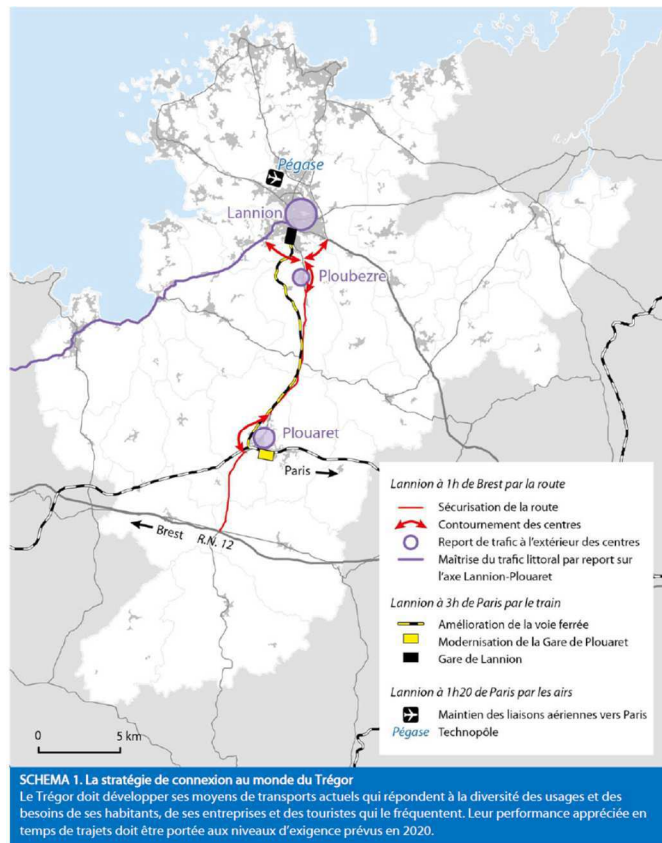 Pégase
Lannion
Ploubezre
Plouaret
Paris
Brest R.N. 12
0 5 km
Lannion à 1h de Brest par la route
Sécurisation de la route
Contournement des centres
Report de trafic à l'extérieur des centres
Maîtrise du trafic littoral par report sur
l'axe Lannion-Plouaret
Lannion à 3h de Paris par le train
Amélioration de la voie ferrée
Modernisation de la Gare de Plouaret
Gare de Lannion
Lannion à 1h20 de Paris par les airs
Maintien des liaisons aériennes vers Paris
Pégase Technopôle
SCHEMA 1. La stratégie de connexion au monde du Trégor
Le Trégor doit développer ses moyens de transports actuels qui répondent à la diversité des usages et des
besoins de ses habitants, de ses entreprises et des touristes qui le fréquentent. Leur performance appréciée en
temps de trajets doit être portée aux niveaux d'exigence prévus en 2020.